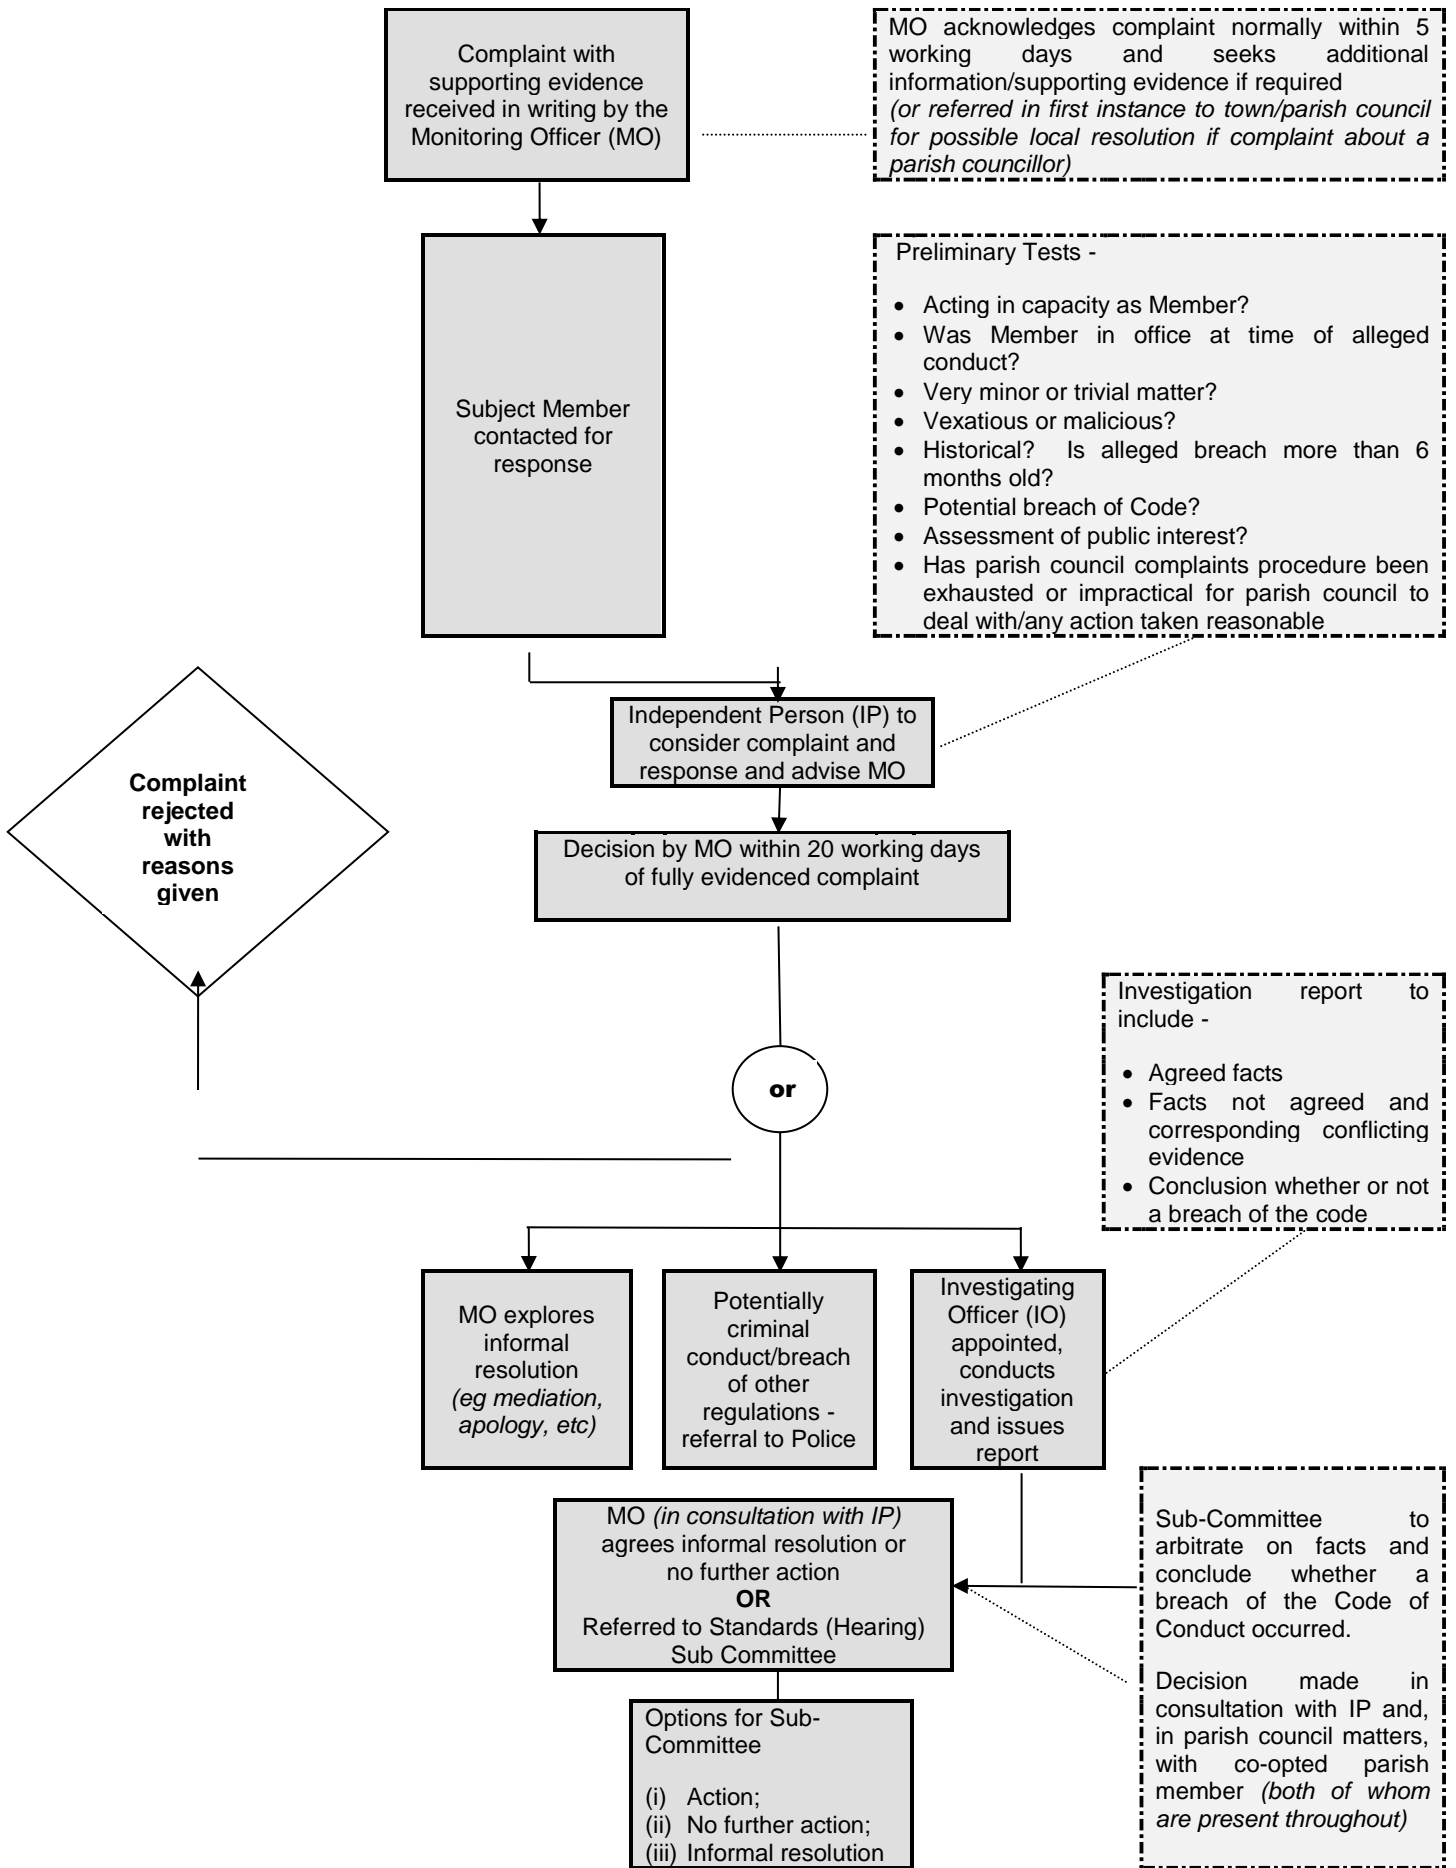 Complaint with
supporting evidence
received in writing by the
Monitoring Officer (MO)
MO acknowledges complaint normally within 5
working days and seeks additional
information/supporting evidence if required
(or referred in first instance to town/parish council
for possible local resolution if complaint about a
parish councillor)
Subject Member
contacted for
response
Preliminary Tests -
• Acting in capacity as Member?
• Was Member in office at time of alleged
conduct?
• Very minor or trivial matter?
• Vexatious or malicious?
• Historical? Is alleged breach more than 6
months old?
• Potential breach of Code?
• Assessment of public interest?
• Has parish council complaints procedure been
exhausted or impractical for parish council to
deal with/any action taken reasonable
Independent Person (IP) to
consider complaint and
response and advise MO
Complaint
rejected
with
reasons
given
Decision by MO within 20 working days
of fully evidenced complaint
or
Investigation report to
include -
• Agreed facts
• Facts not agreed and
corresponding conflicting
evidence
• Conclusion whether or not
a breach of the code
MO explores
informal
resolution
(eg mediation,
apology, etc)
Potentially
criminal
conduct/breach
of other
regulations -
referral to Police
Investigating
Officer (IO)
appointed,
conducts
investigation
and issues
report
MO (in consultation with IP)
agrees informal resolution or
no further action
OR
Referred to Standards (Hearing)
Sub Committee
Sub-Committee to
arbitrate on facts and
conclude whether a
breach of the Code of
Conduct occurred.
Decision made in
consultation with IP and,
in parish council matters,
with co-opted parish
member (both of whom
are present throughout)
Options for Sub-
Committee
(i) Action;
(ii) No further action;
(iii) Informal resolution